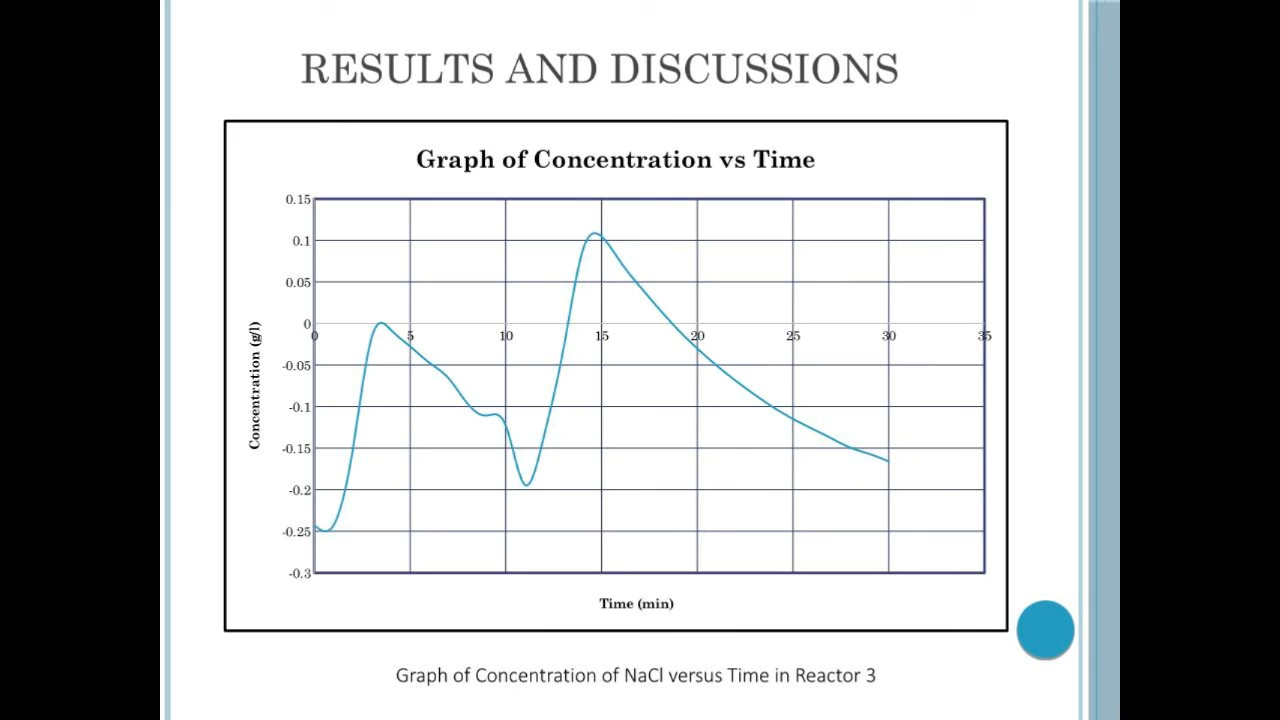 RESULTS AND DISCUSSIONS
Graph of Concentration vs Time
0.15
0.1
0.05
0
-0.05
-0.1
-0.15
-0.2
-0.25
-0.3
0 5 10 15 20 25 30 35
Concentration (g/l)
Time (min)
Graph of Concentration of NaCl versus Time in Reactor 3